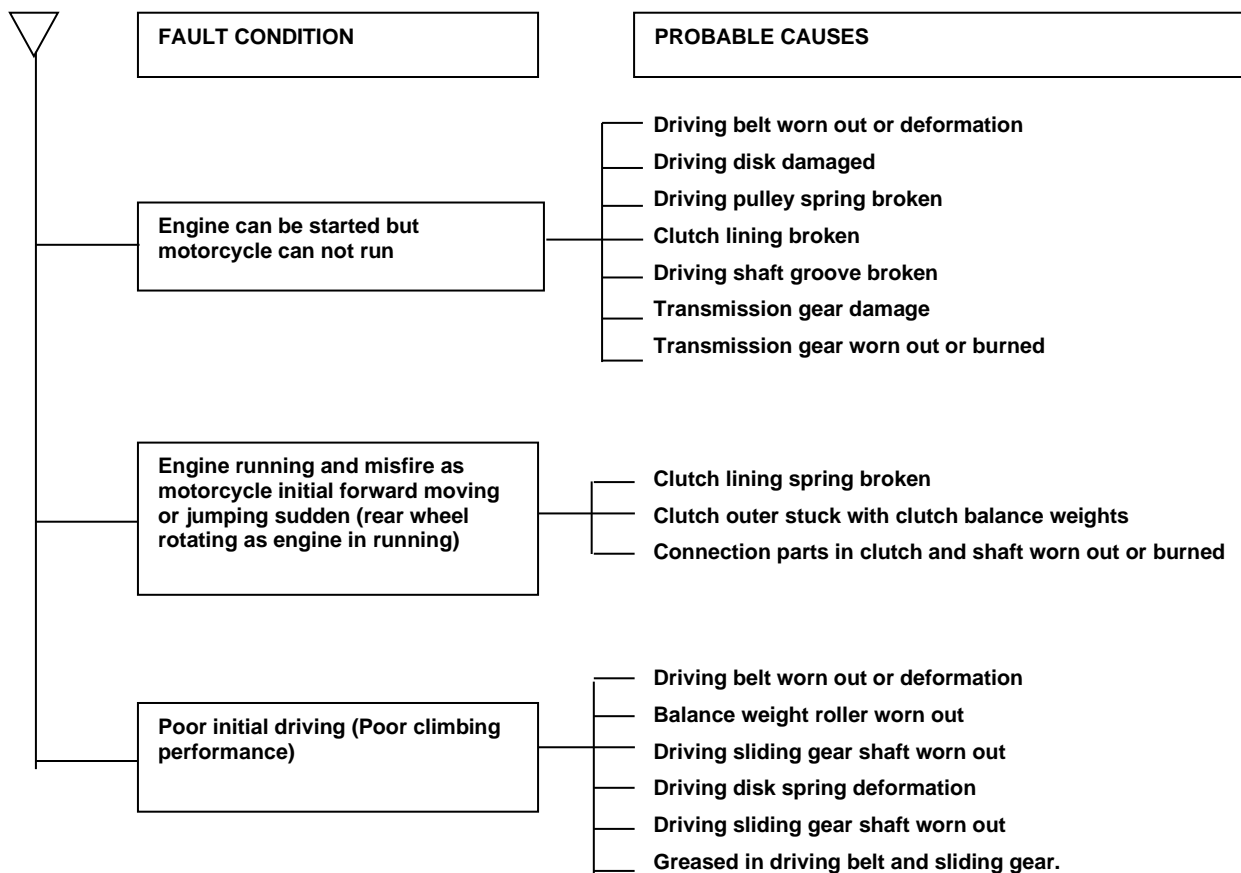 FAULT CONDITION
PROBABLE CAUSES
Engine can be started but
motorcycle can not run
Driving belt worn out or deformation
Driving disk damaged
Driving pulley spring broken
Clutch lining broken
Driving shaft groove broken
Transmission gear damage
Transmission gear worn out or burned
Engine running and misfire as
motorcycle initial forward moving
or jumping sudden (rear wheel
rotating as engine in running)
Clutch lining spring broken
Clutch outer stuck with clutch balance weights
Connection parts in clutch and shaft worn out or burned
Poor initial driving (Poor climbing
performance)
Driving belt worn out or deformation
Balance weight roller worn out
Driving sliding gear shaft worn out
Driving disk spring deformation
Driving sliding gear shaft worn out
Greased in driving belt and sliding gear.